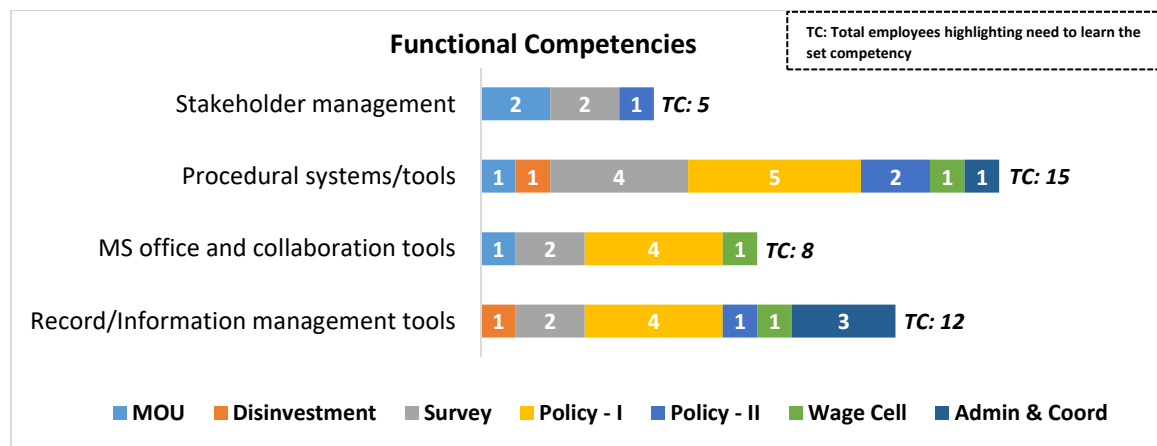 TC: Total employees highlighting need to learn the
set competency
Functional Competencies
Stakeholder management
2 2 1 TC: 5
Procedural systems/tools
1 1 4 5 2 1 1 TC: 15
MS office and collaboration tools
1 2 4 1 TC: 8
Record/Information management tools
1 2 4 1 1 3 TC: 12
MOU Disinvestment Survey Policy - I Policy - II Wage Cell Admin & Coord